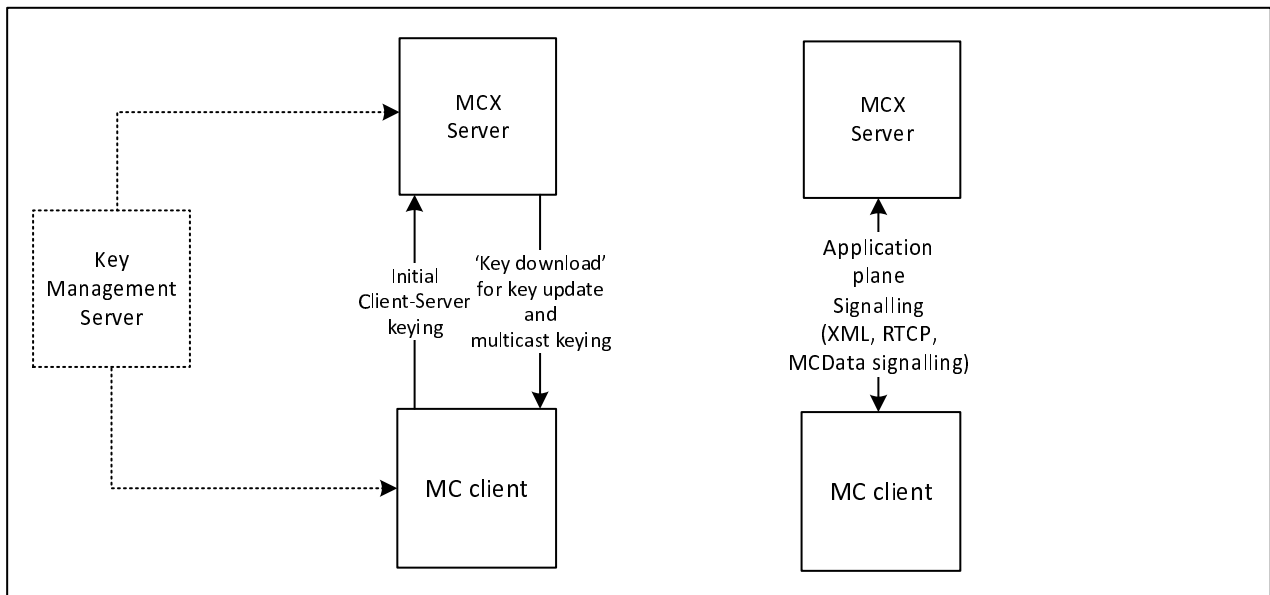 MCX
Server
MCX
Server
Key
Management
Server
Initial
Client-Server
keying
‘Key download’
for key update
and
multicast keying
Application
plane
Signalling
(XML, RTCP,
MCData signalling)
MC client
MC client